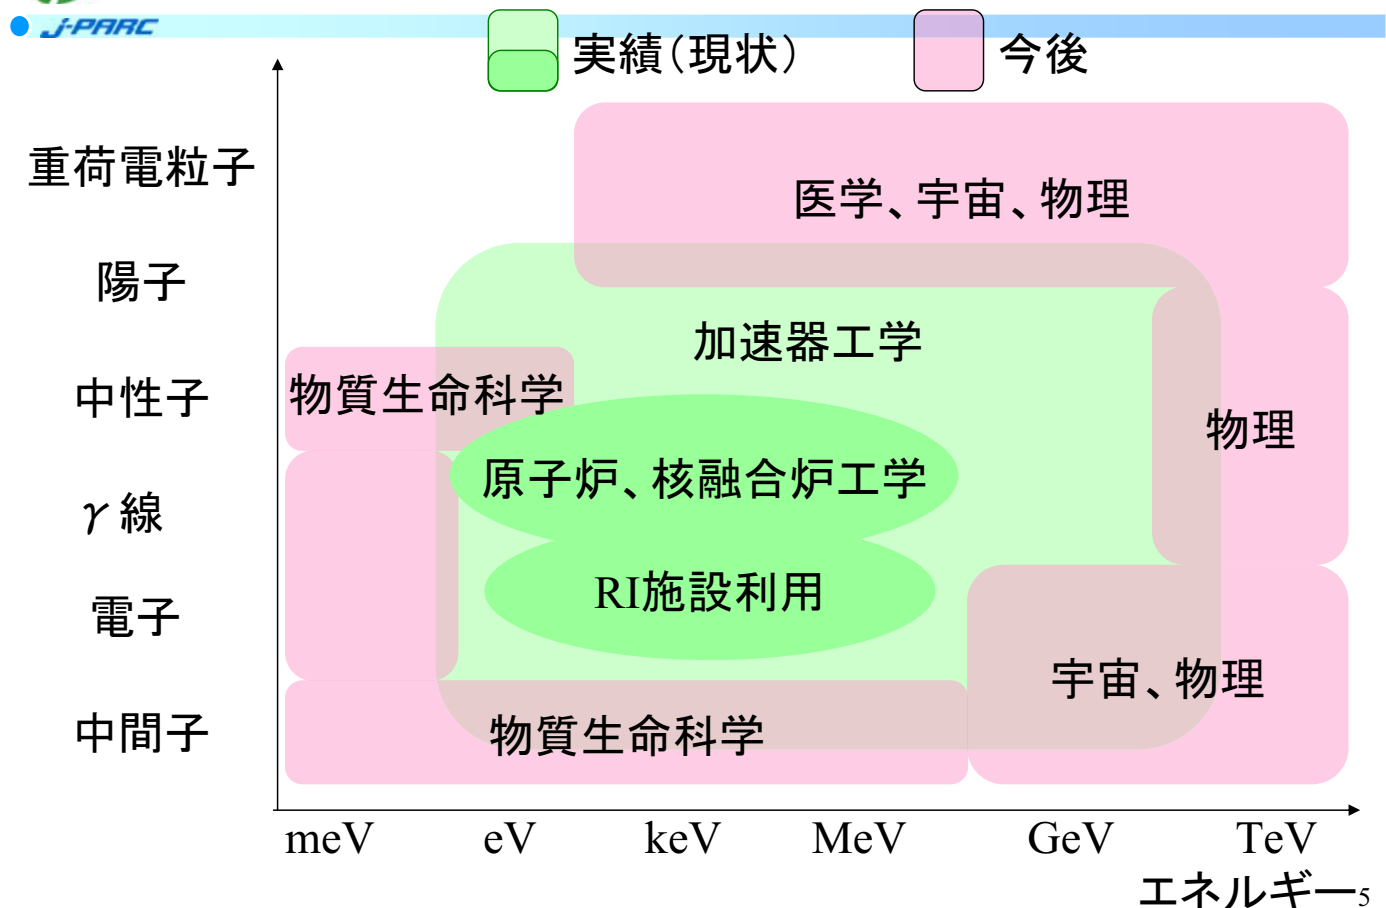 J-PARC
実績（現状）
今後
重荷電粒子
医学、宇宙、物理
陽子
加速器工学
中性子
物質生命科学
物理
原子炉、核融合炉工学
γ線
RI施設利用
電子
宇宙、物理
中間子
物質生命科学
meV eV keV MeV GeV TeV
エネルギー5